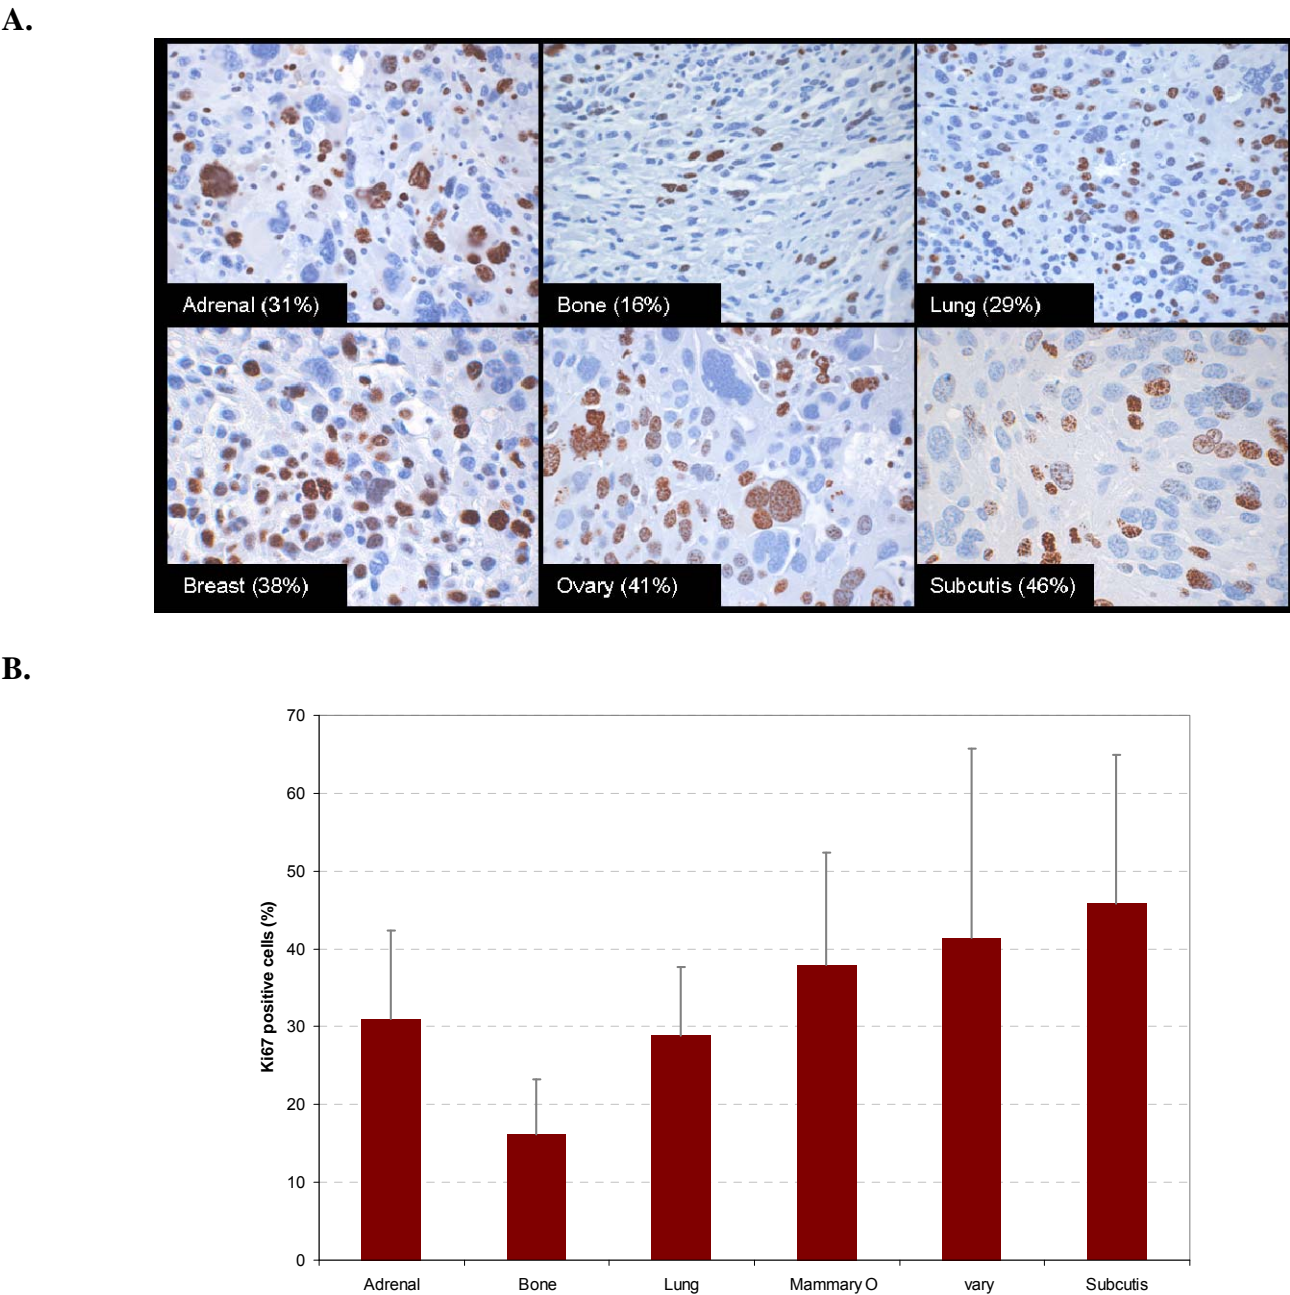 A.
Adrenal (31%)
Bone (16%)
Lung (29%)
Breast (38%)
Ovary (41%)
Subcutis (46%)
B.
70
60
50
40
30
20
10
0
Ki67 positive cells (%)
Adrenal Bone Lung Mammary O vary Subcutis